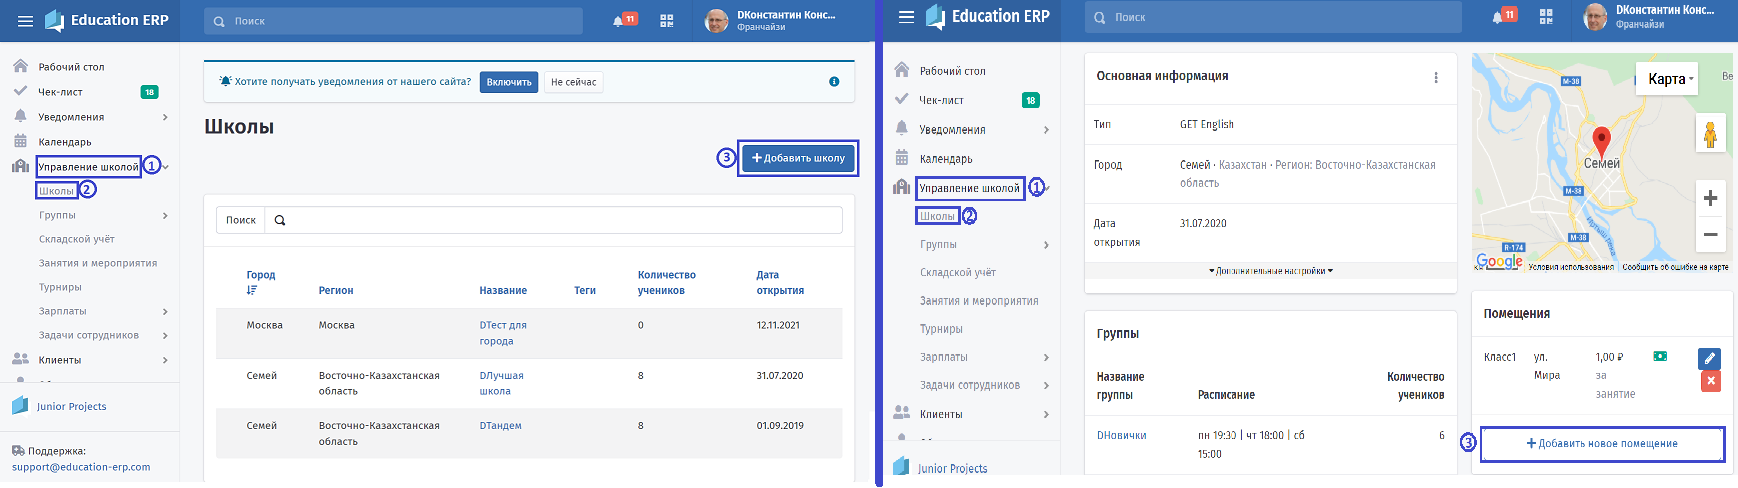 Education ERP
Поиск
11
DКонстантин Конс...
Франчайзи
Рабочий стол
Чек-лист
18
Уведомления
Календарь
Управление школой
1
Школы
2
Группы
Складской учёт
Занятия и мероприятия
Турниры
Зарплаты
Задачи сотрудников
Клиенты
Junior Projects
Поддержка:
support@education-erp.com
Хотите получать уведомления от нашего сайта?
Включить
Не сейчас
Школы
3
+ Добавить школу
Поиск
Город
Регион
Название
Теги
Количество
учеников
Дата
открытия
Москва
Москва
DТест для
города
0
12.11.2021
Семей
Восточно-Казахстанская
область
DЛучшая
школа
8
31.07.2020
Семей
Восточно-Казахстанская
область
DТандем
8
01.09.2019
Education ERP
Поиск
11
DКонстантин Конс...
Франчайзи
Рабочий стол
Чек-лист
18
Уведомления
Календарь
Управление школой
1
Школы
2
Группы
Складской учёт
Занятия и мероприятия
Турниры
Зарплаты
Задачи сотрудников
Клиенты
Junior Projects
Основная информация
Тип
GET English
Город
Семей · Казахстан · Регион: Восточно-Казахстанская
область
Дата
открытия
31.07.2020
Дополнительные настройки
Группы
Название
группы
Расписание
Количество
учеников
DНовички
пн 19:30 | чт 18:00 | сб
15:00
6
Карта
М-38
М-38
Семей
М-38
М-38
R-174
Google
Условия использования
Сообщить об ошибке на карте
Помещения
Класс1
ул.
Мира
1,00 ₽
за
занятие
3
+ Добавить новое помещение